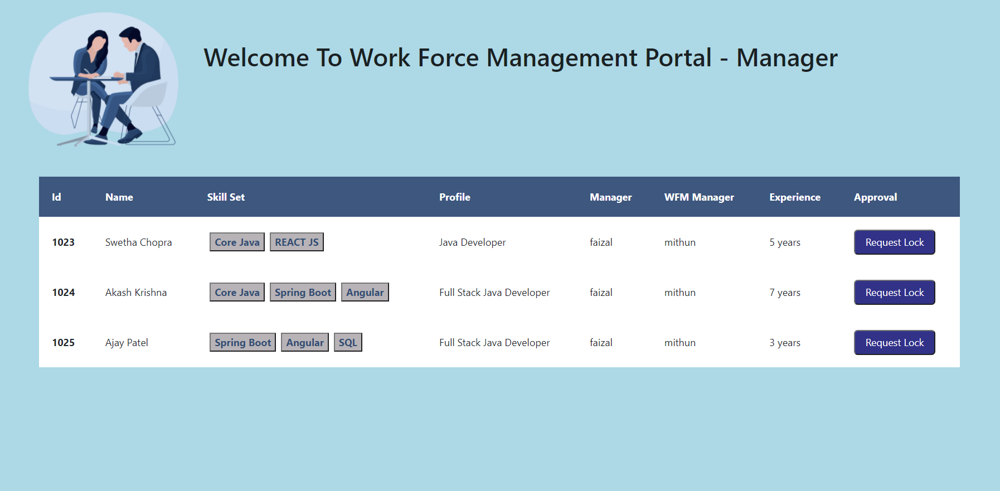 Welcome To Work Force Management Portal - Manager
Id Name Skill Set Profile Manager WFM Manager Experience Approval
1023 Swetha Chopra Core Java REACT JS Java Developer faizal mithun 5 years Request Lock
1024 Akash Krishna Core Java Spring Boot Angular Full Stack Java Developer faizal mithun 7 years Request Lock
1025 Ajay Patel Spring Boot Angular SQL Full Stack Java Developer faizal mithun 3 years Request Lock